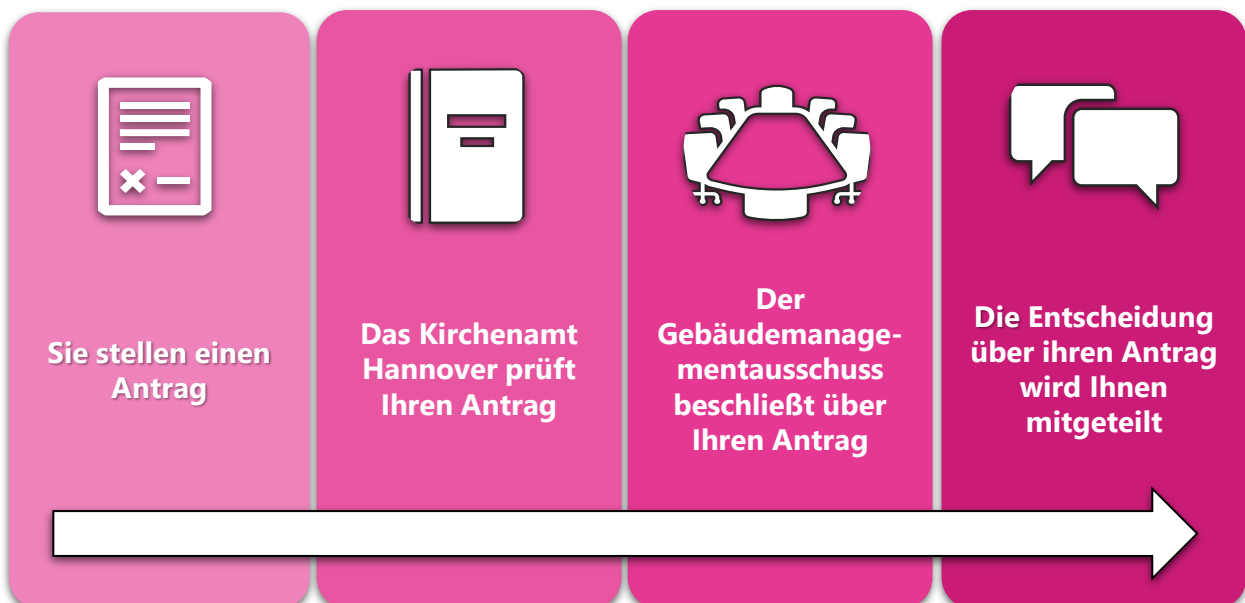 Sie stellen einen
Antrag
Das Kirchenamt
Hannover prüft
Ihren Antrag
Der
Gebäudemanage-
mentausschuss
beschließt über
Ihren Antrag
Die Entscheidung
über ihren Antrag
wird Ihnen
mitgeteilt